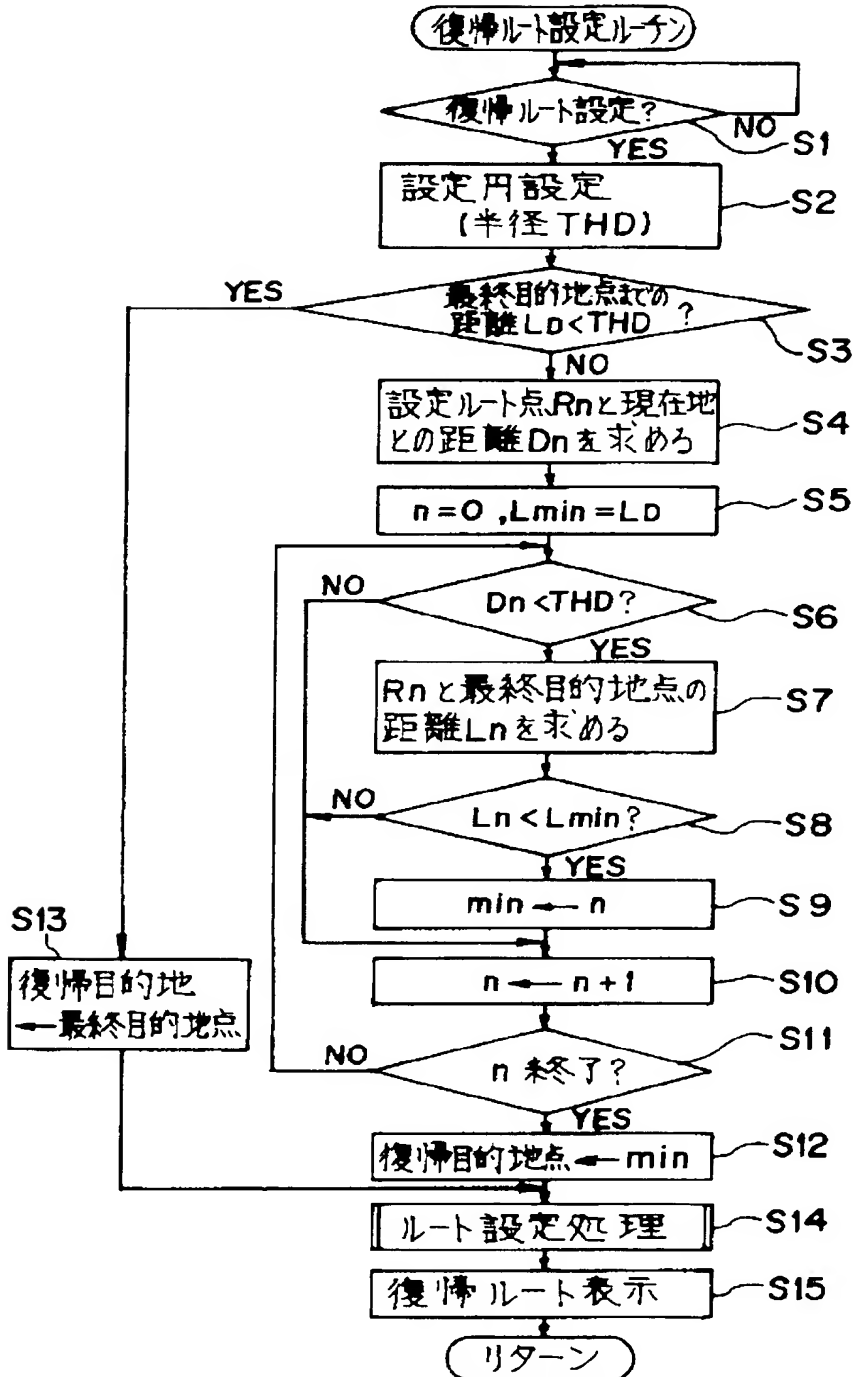 復帰ルート設定ルーチン
復帰ルート設定?
NO
S1
YES
設定円設定
(半径THD)
S2
YES
最終目的地点までの
距離LD<THD ?
S3
NO
設定ルート点Rnと現在地
との距離Dnを求める
S4
n=0,Lmin=LD
S5
NO
Dn<THD?
S6
YES
Rnと最終目的地点の
距離Lnを求める
S7
NO
Ln<Lmin?
S8
YES
min ← n
S9
S13
復帰目的地
←最終目的地点
n ← n+1
S10
NO
n 終了?
S11
YES
復帰目的地点 ← min
S12
ルート設定処理
S14
復帰ルート表示
S15
リターン